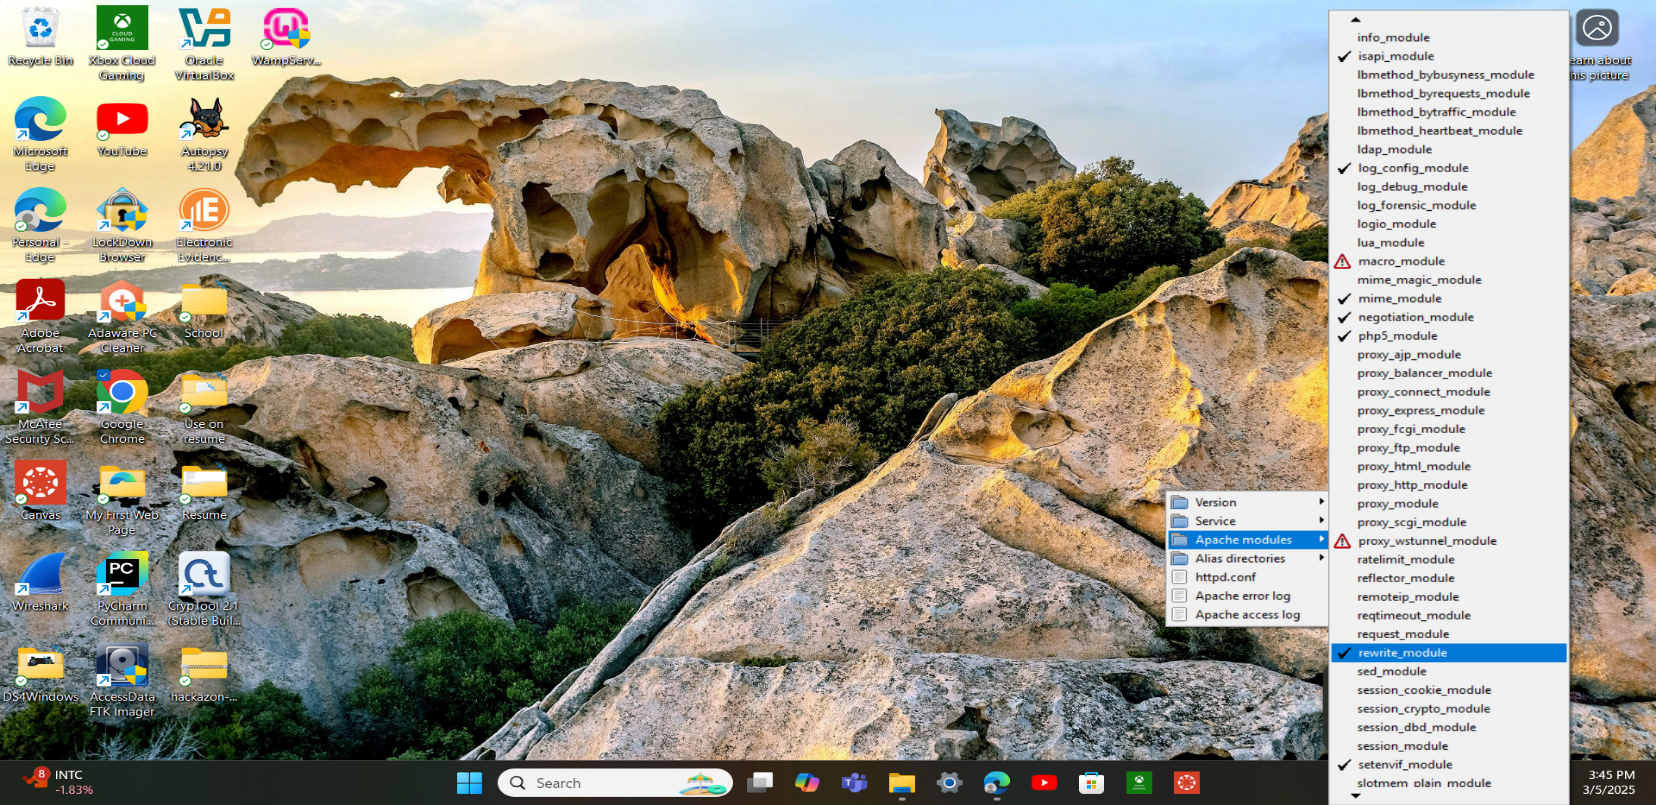 Recycle Bin
Xbox Cloud
Gaming
Oracle
VirtualBox
WampServ...
CLOUD
GAMING
Microsoft
Edge
YouTube
Autopsy
4.21.0
Personal -
Edge
LockDown
Browser
Electronic
Evidenc...
Adobe
Acrobat
Adaware PC
Cleaner
School
McAfee
Security Sc...
Google
Chrome
Use on
resume
Canvas
My First Web
Page
Resume
PC
Wireshark
PyCharm
Communi...
CrypTool 2.1
(Stable Buil...
DS4Windows
AccessData
FTK Imager
hackazon-...
earn about
his picture
Version
Service
Apache modules
Alias directories
httpd.conf
Apache error log
Apache access log
info_module
isapi_module
lbmethod_bybusyness_module
lbmethod_byrequests_module
lbmethod_bytraffic_module
lbmethod_heartbeat_module
ldap_module
log_config_module
log_debug_module
log_forensic_module
logio_module
lua_module
macro_module
mime_magic_module
mime_module
negotiation_module
php5_module
proxy_ajp_module
proxy_balancer_module
proxy_connect_module
proxy_express_module
proxy_fcgi_module
proxy_ftp_module
proxy_html_module
proxy_http_module
proxy_module
proxy_scgi_module
proxy_wstunnel_module
ratelimit_module
reflector_module
remoteip_module
reqtimeout_module
request_module
rewrite_module
sed_module
session_cookie_module
session_crypto_module
session_dbd_module
session_module
setenvif_module
slotmem_plain_module
8
INTC
-1.83%
Search
3:45 PM
3/5/2025